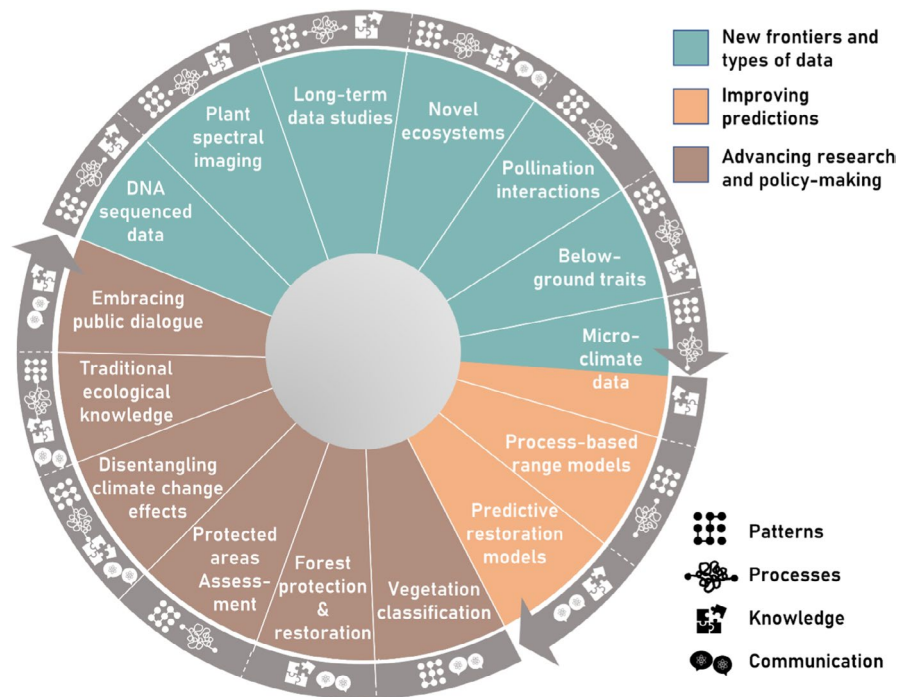 New frontiers and
types of data
Improving
predictions
Advancing research
and policy-making
Long-term
data studies
Novel
ecosystems
Pollination
interactions
Below-
ground traits
Micro-
climate
data
Process-based
range models
Predictive
restoration
models
Vegetation
classification
Forest
protection
&
restoration
Protected
areas
Assess-
ment
Disentangling
climate change
effects
Traditional
ecological
knowledge
Embracing
public dialogue
DNA
sequenced
data
Plant
spectral
imaging
Patterns
Processes
Knowledge
Communication